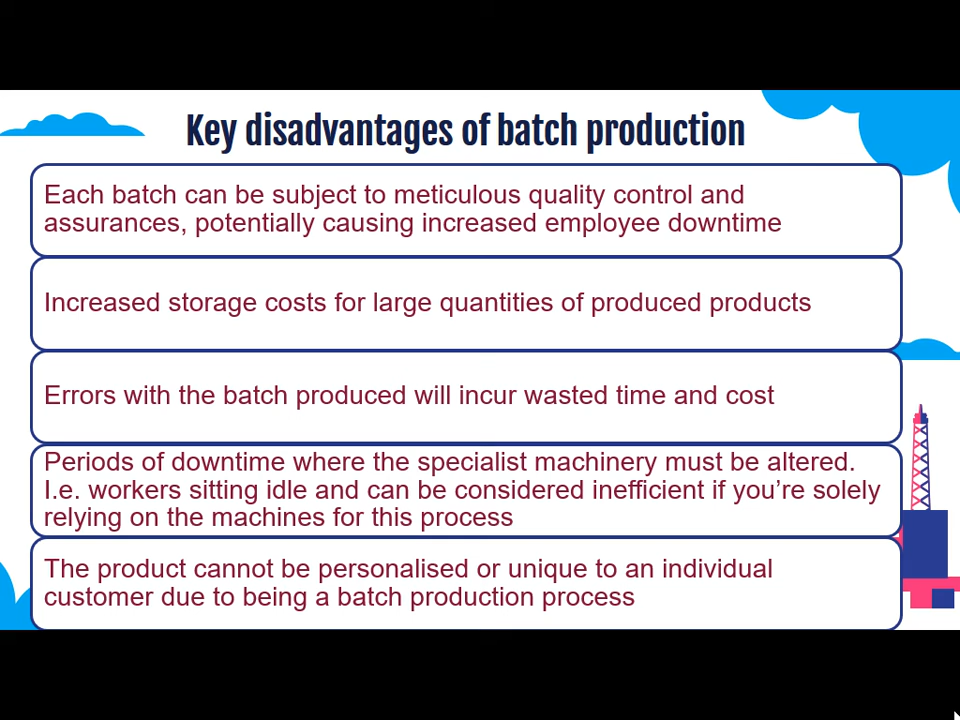 Key disadvantages of batch production
Each batch can be subject to meticulous quality control and
assurances, potentially causing increased employee downtime
Increased storage costs for large quantities of produced products
Errors with the batch produced will incur wasted time and cost
Periods of downtime where the specialist machinery must be altered.
I.e. workers sitting idle and can be considered inefficient if you’re solely
relying on the machines for this process
The product cannot be personalised or unique to an individual
customer due to being a batch production process